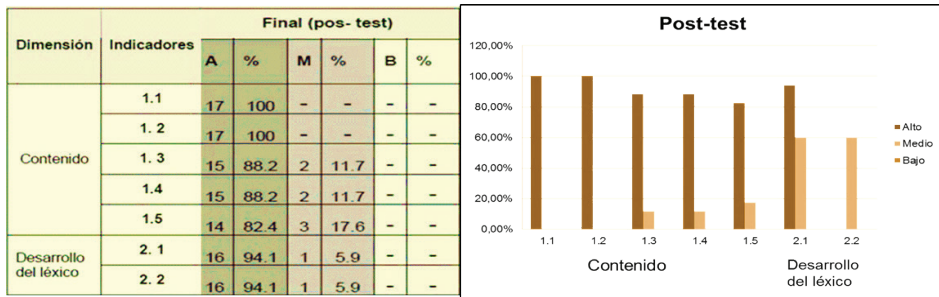 Final (pos- test)
Dimensión Indicadores
A % M % B %
1.1 17 100 - - - -
1. 2 17 100 - - - -
Contenido 1. 3 15 88.2 2 11.7 - -
1.4 15 88.2 2 11.7 - -
1.5 14 82.4 3 17.6 - -
Desarrollo del léxico 2. 1 16 94.1 1 5.9 - -
2. 2 16 94.1 1 5.9 - -
Post-test
120,00%
100,00%
80,00%
60,00%
40,00%
20,00%
0,00%
1.1 1.2 1.3 1.4 1.5 2.1 2.2
Contenido
Desarrollo
del léxico
Alto
Medio
Bajo